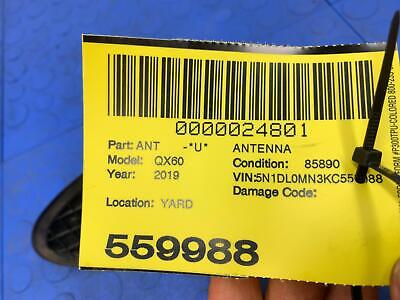 0000024801
Part: ANT -*U* ANTENNA
Model: QX60 Condition: 85890
Year: 2019 VIN:5N1DL0MN3KC559988
Damage Code:
Location: YARD
559988